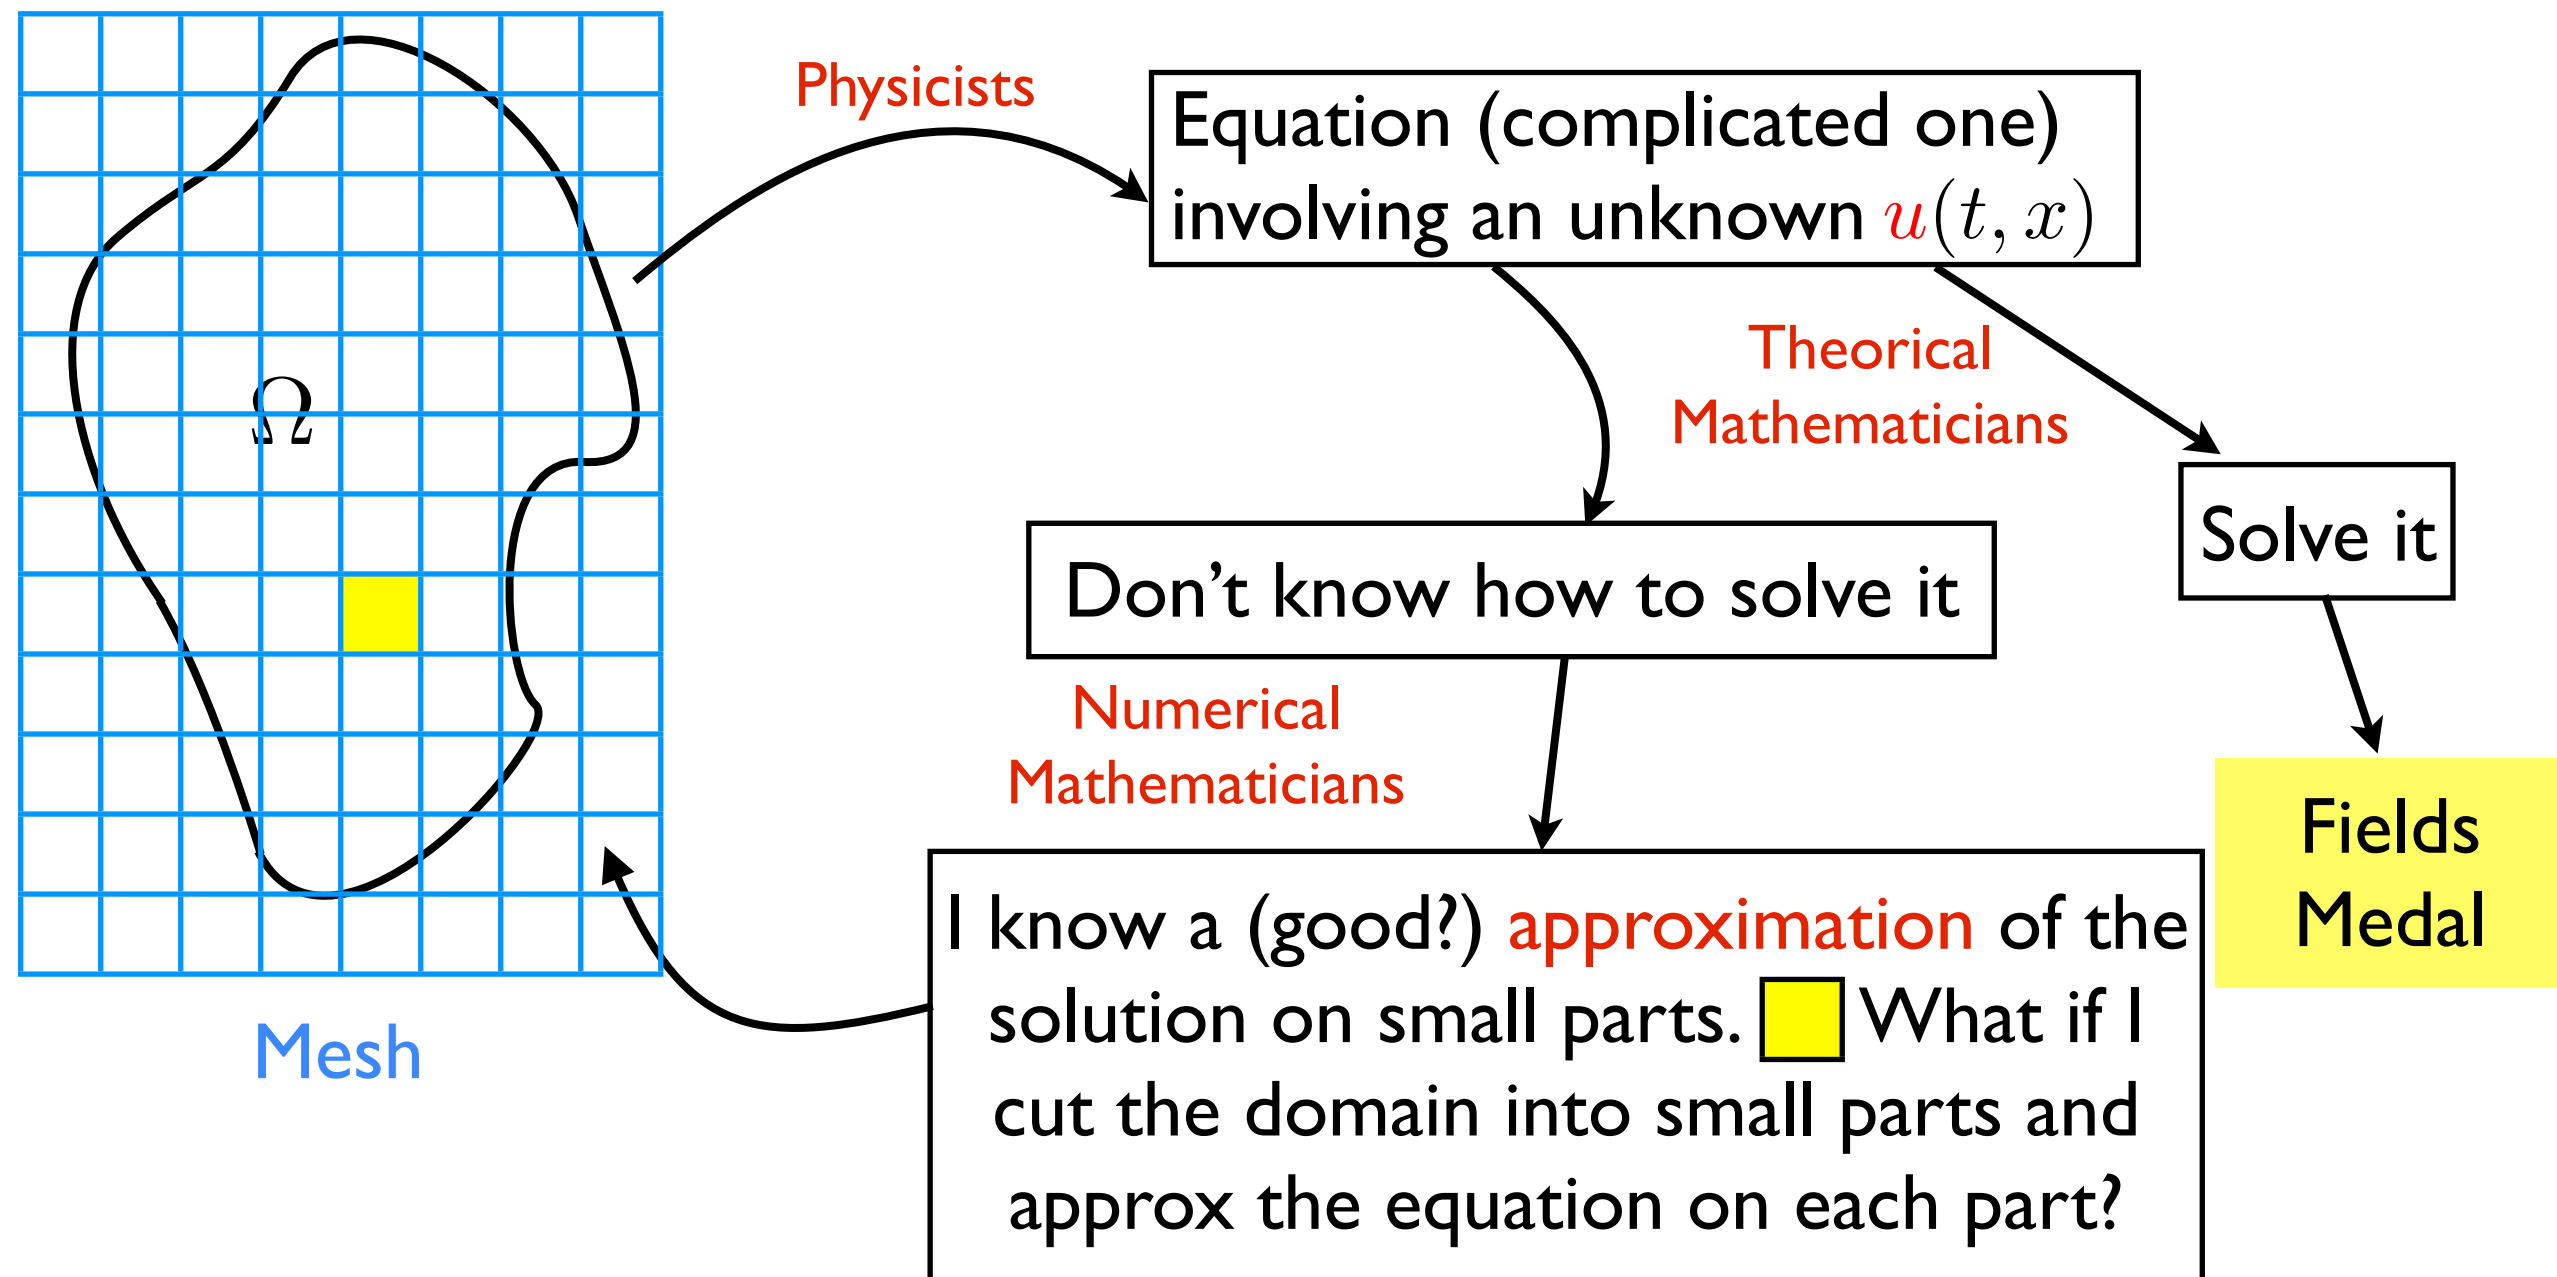 Physicists
Equation (complicated one)
involving an unknown u(t, x)
Ω
Theorical
Mathematicians
Solve it
Don’t know how to solve it
Numerical
Mathematicians
Fields
Medal
I know a (good?) approximation of the
solution on small parts. What if I
cut the domain into small parts and
approx the equation on each part?
Mesh